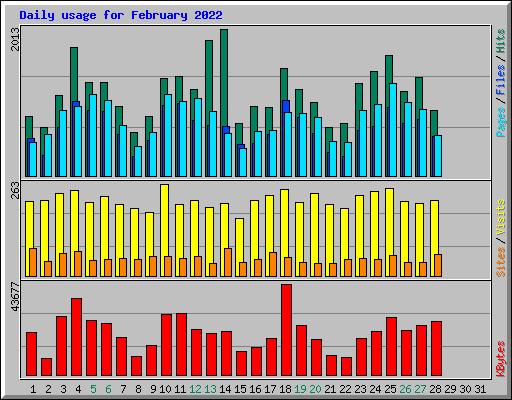 Daily usage for February 2022
2013
Pages / Files / Hits
263
Sites / Visits
43677
KBytes
1 2 3 4 5 6 7 8 9 10 11 12 13 14 15 16 17 18 19 20 21 22 23 24 25 26 27 28 29 30 31